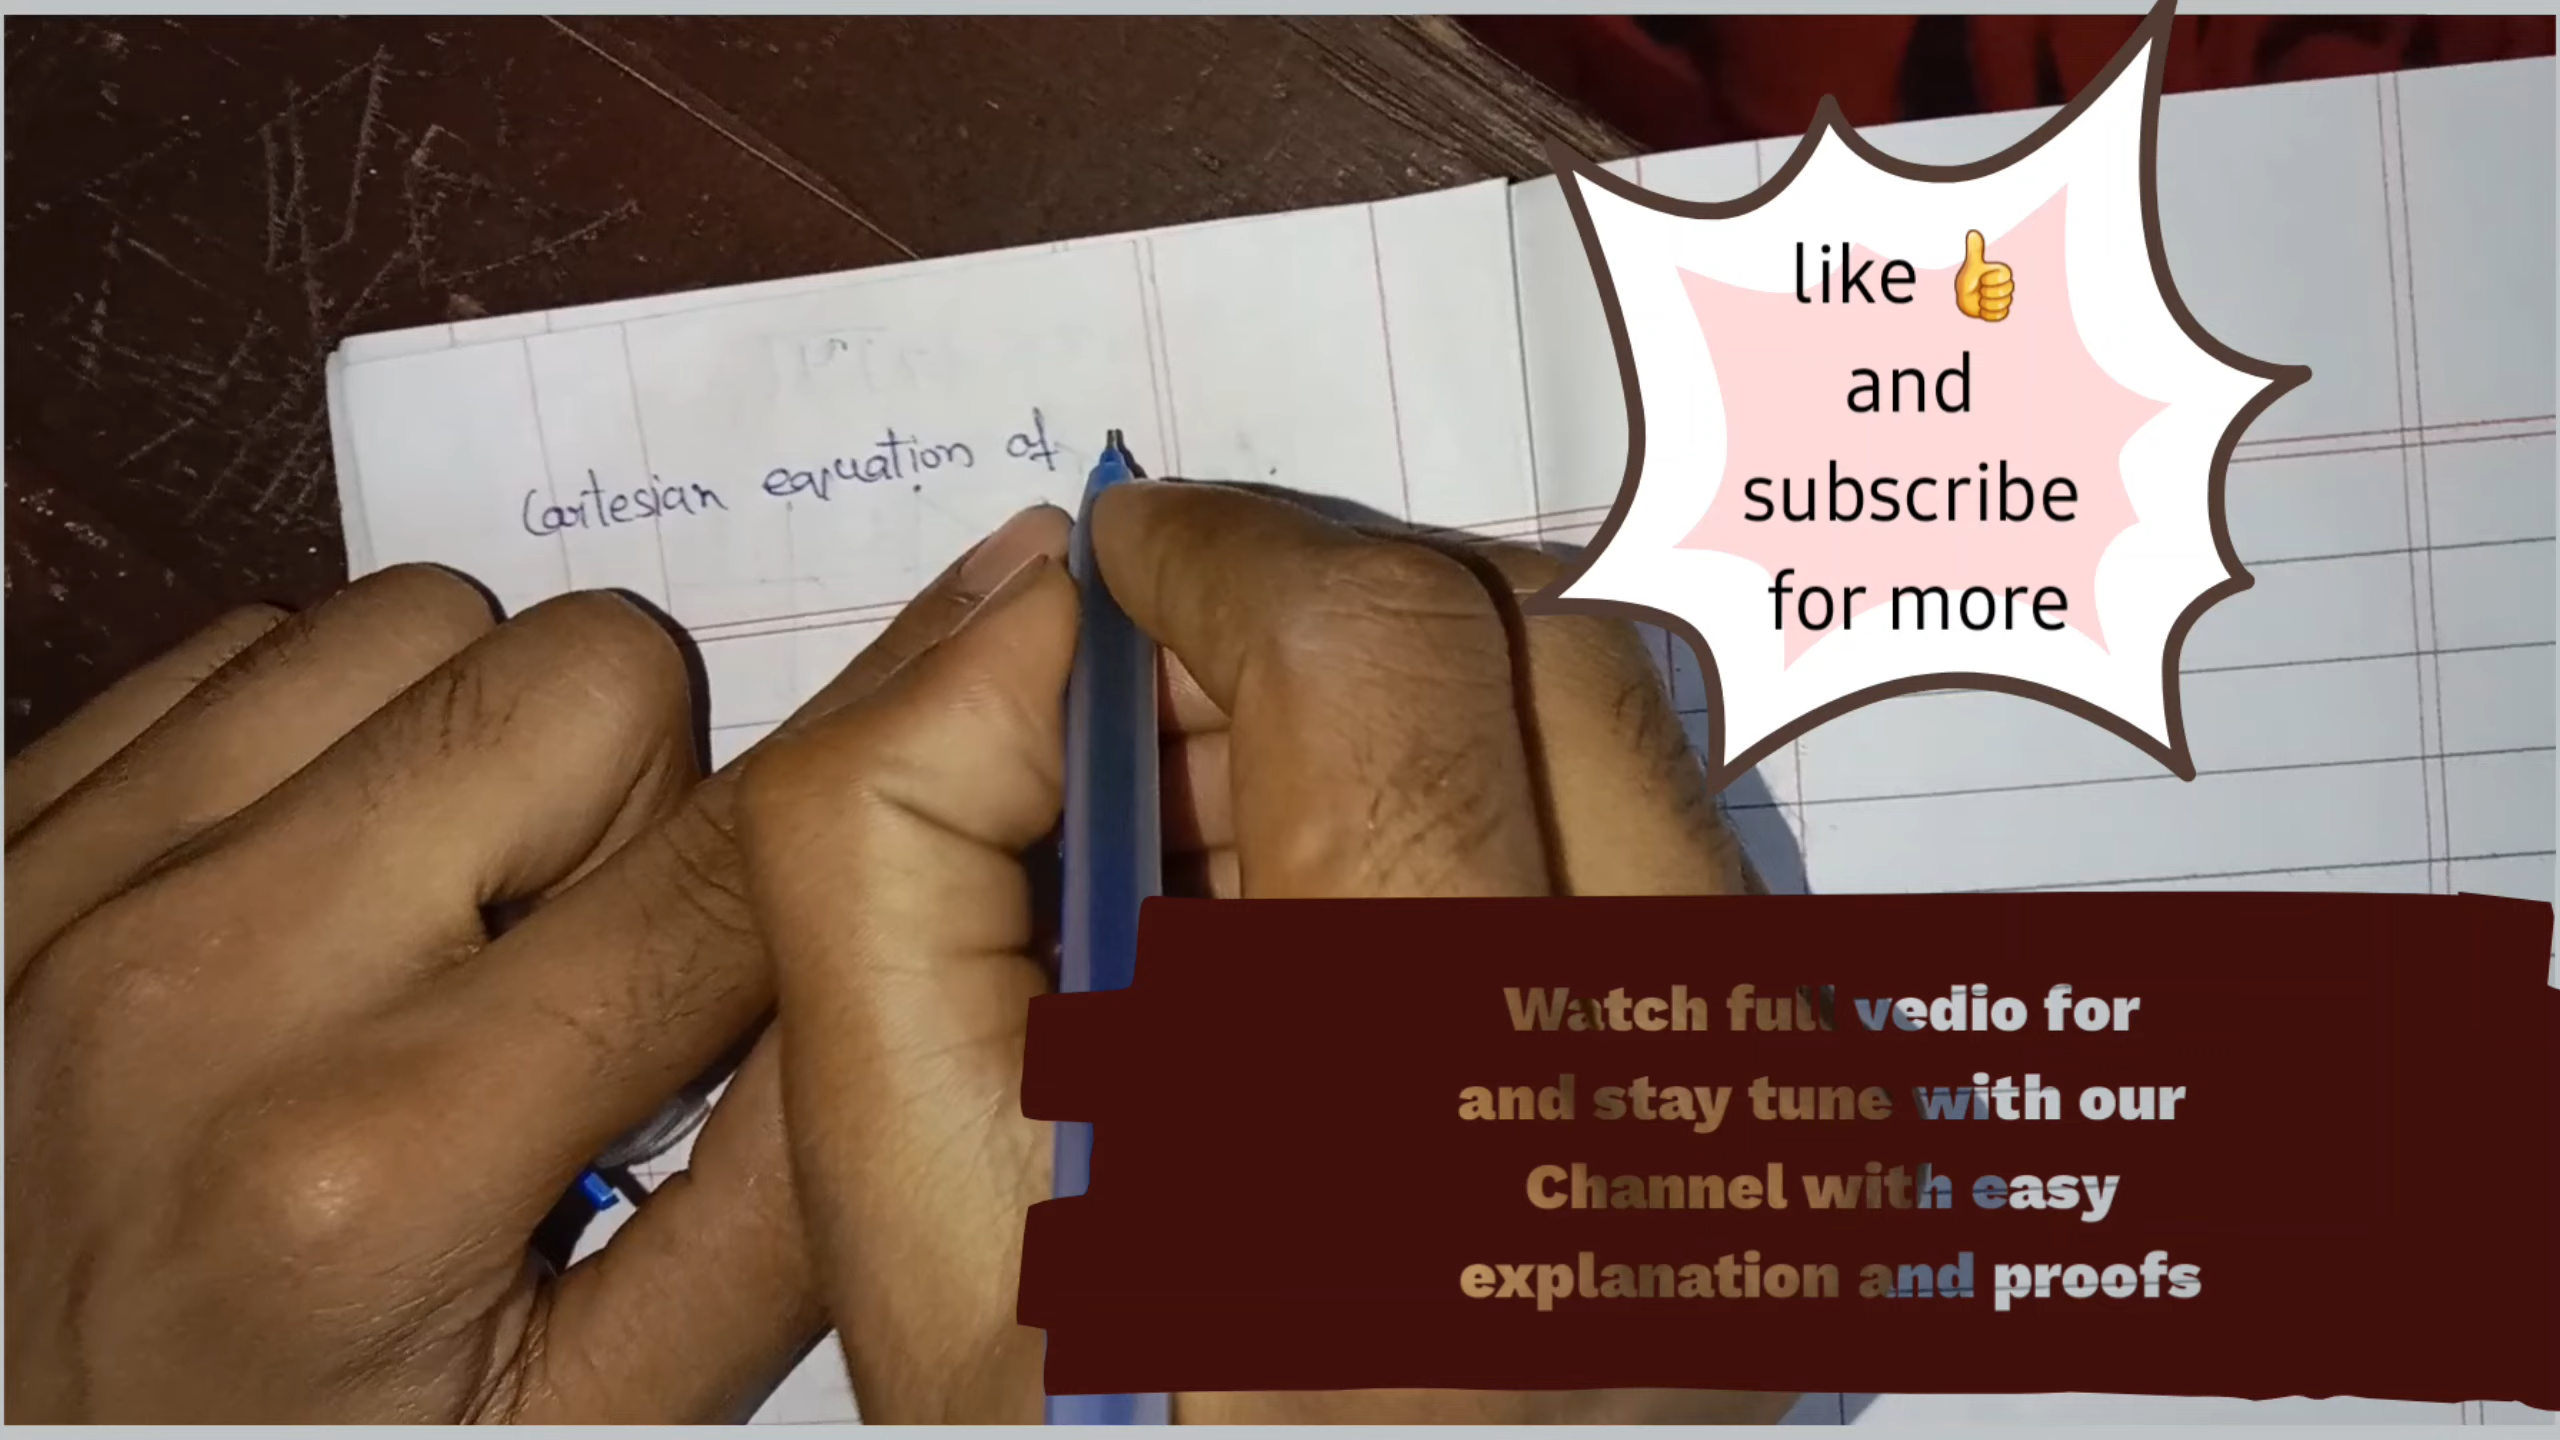 Cartesian equation of
like 👍
and
subscribe
for more
Watch full vedio for
and stay tune with our
Channel with easy
explanation and proofs